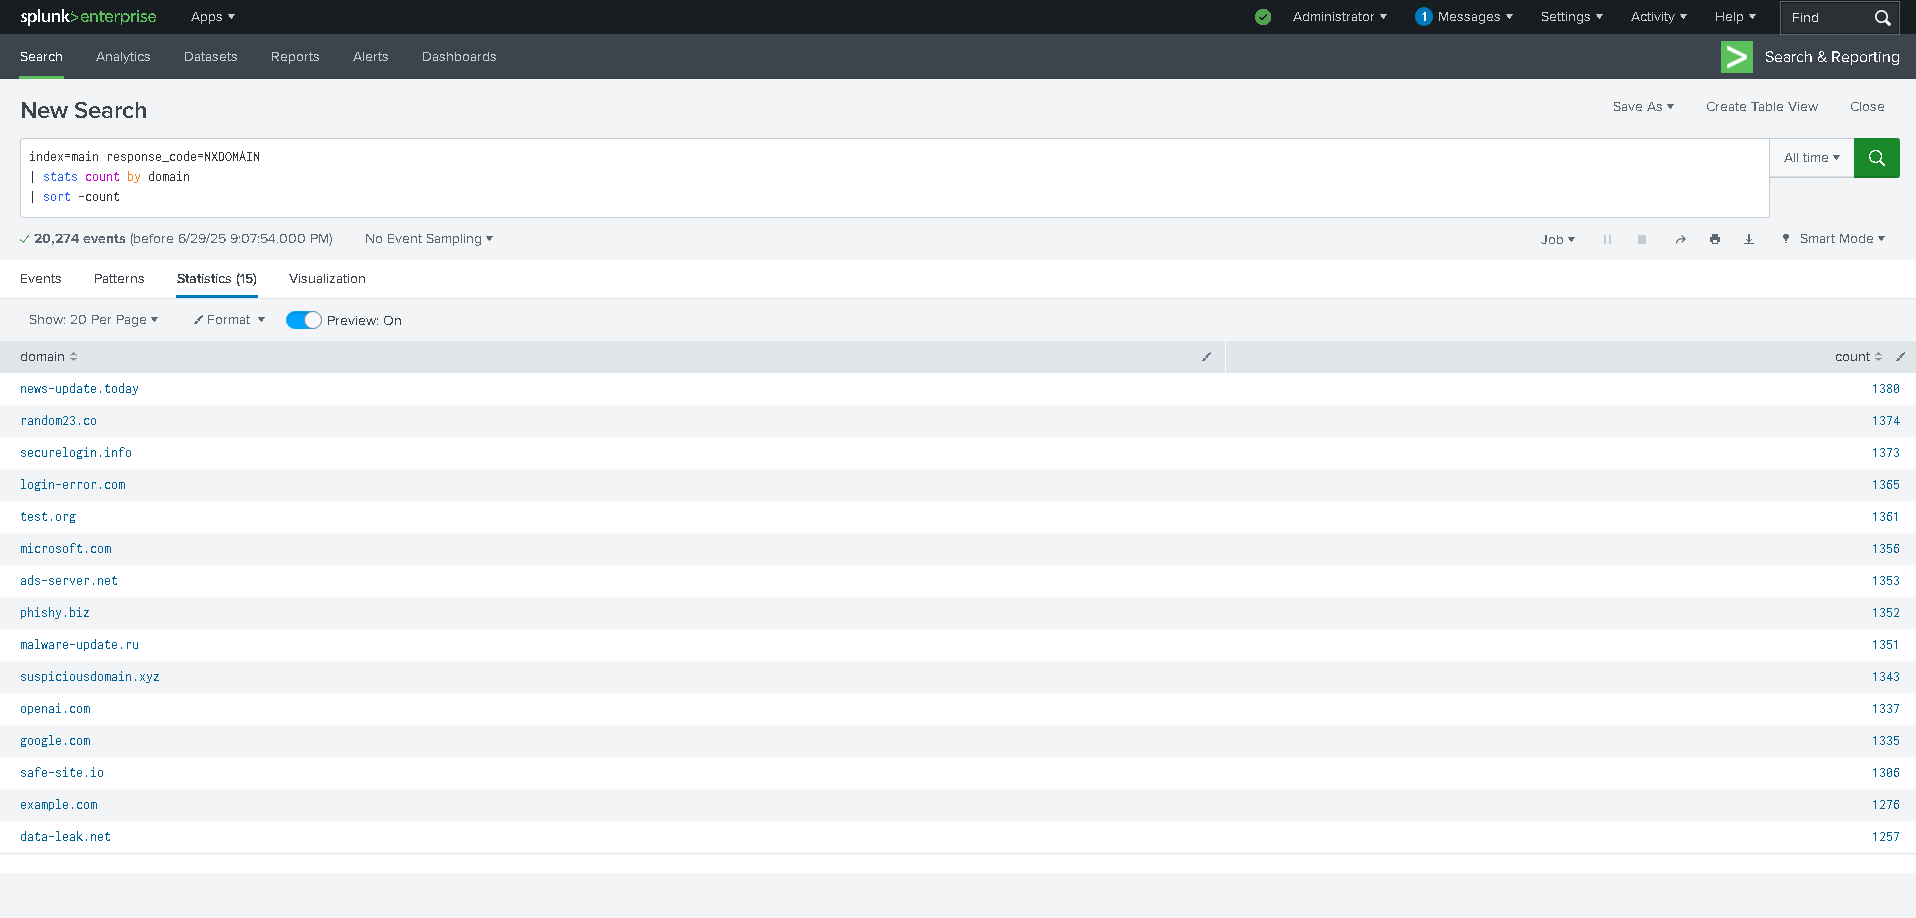 splunk>enterprise Apps Administrator 1 Messages Settings Activity Help Find
Search Analytics Datasets Reports Alerts Dashboards Search & Reporting
New Search Save As Create Table View Close
index=main response_code=NXDOMAIN All time
| stats count by domain
| sort -count
20,274 events (before 6/29/25 9:07:54.000 PM) No Event Sampling Job Smart Mode
Events Patterns Statistics (15) Visualization
Show: 20 Per Page Format Preview: On
domain count
news-update.today 1380
random23.co 1374
securelogin.info 1373
login-error.com 1365
test.org 1361
microsoft.com 1356
ads-server.net 1353
phishy.biz 1352
malware-update.ru 1351
suspiciousdomain.xyz 1343
openai.com 1337
google.com 1335
safe-site.io 1306
example.com 1276
data-leak.net 1257